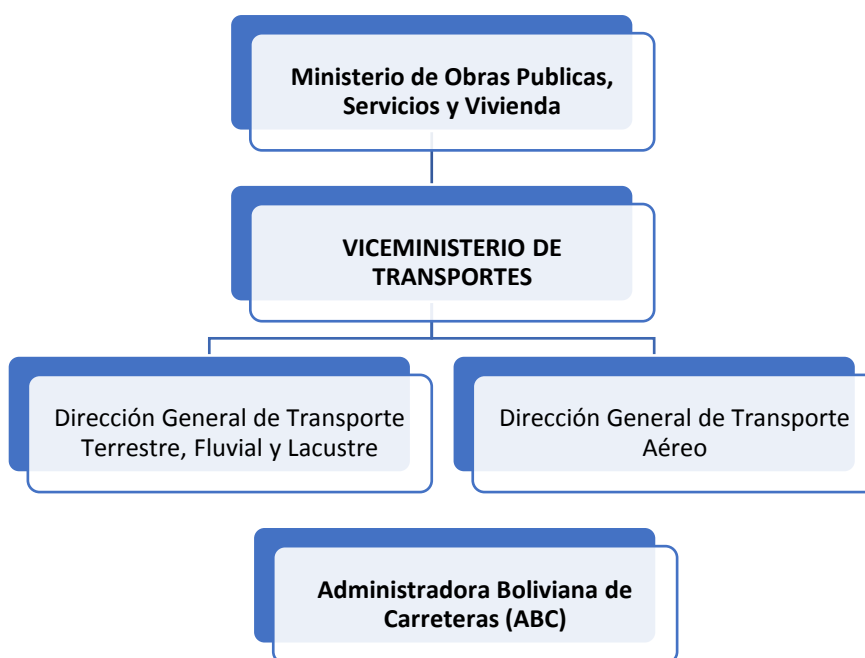 Ministerio de Obras Publicas,
Servicios y Vivienda
VICEMINISTERIO DE
TRANSPORTES
Dirección General de Transporte
Terrestre, Fluvial y Lacustre
Dirección General de Transporte
Aéreo
Administradora Boliviana de
Carreteras (ABC)